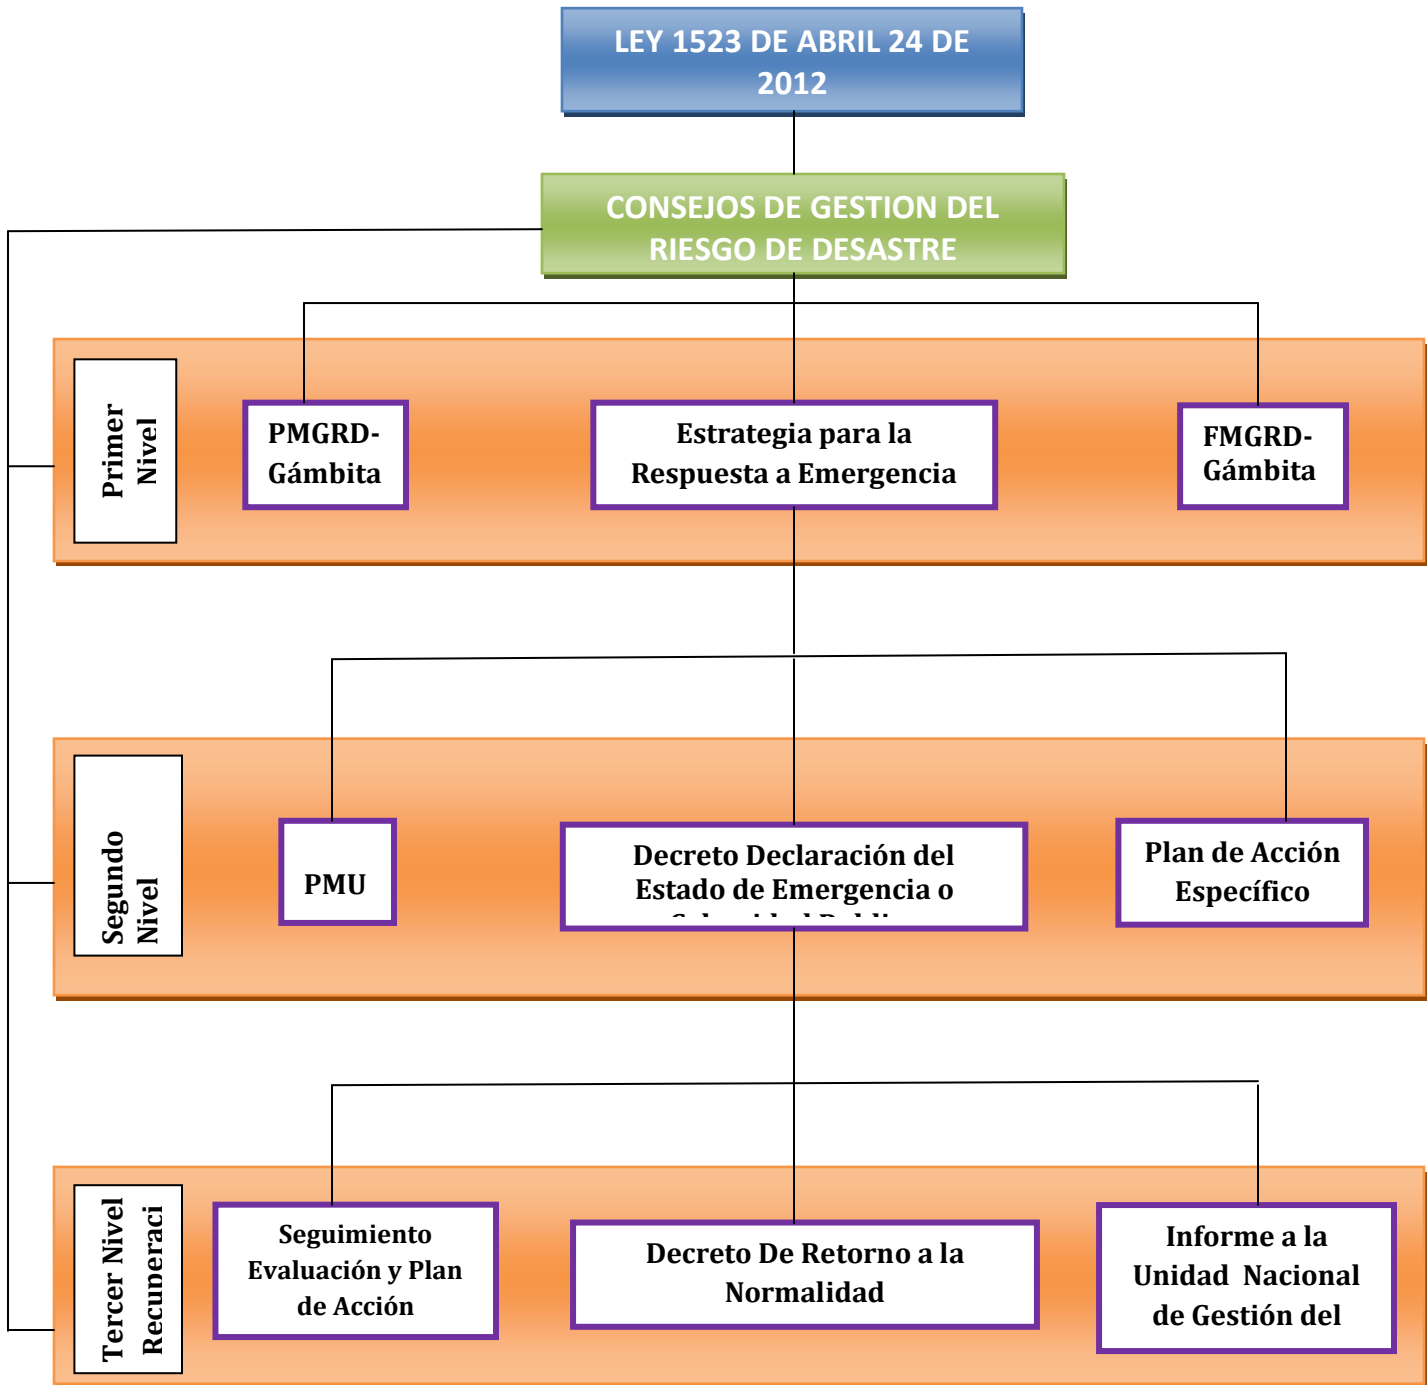 LEY 1523 DE ABRIL 24 DE
2012
CONSEJOS DE GESTION DEL
RIESGO DE DESASTRE
Primer
Nivel
PMGRD-
Gámbita
Estrategia para la
Respuesta a Emergencia
FMGRD-
Gámbita
Segundo
Nivel
PMU
Decreto Declaración del
Estado de Emergencia o
Plan de Acción
Específico
Tercer Nivel
Recuperaci
Seguimiento
Evaluación y Plan
de Acción
Decreto De Retorno a la
Normalidad
Informe a la
Unidad Nacional
de Gestión del